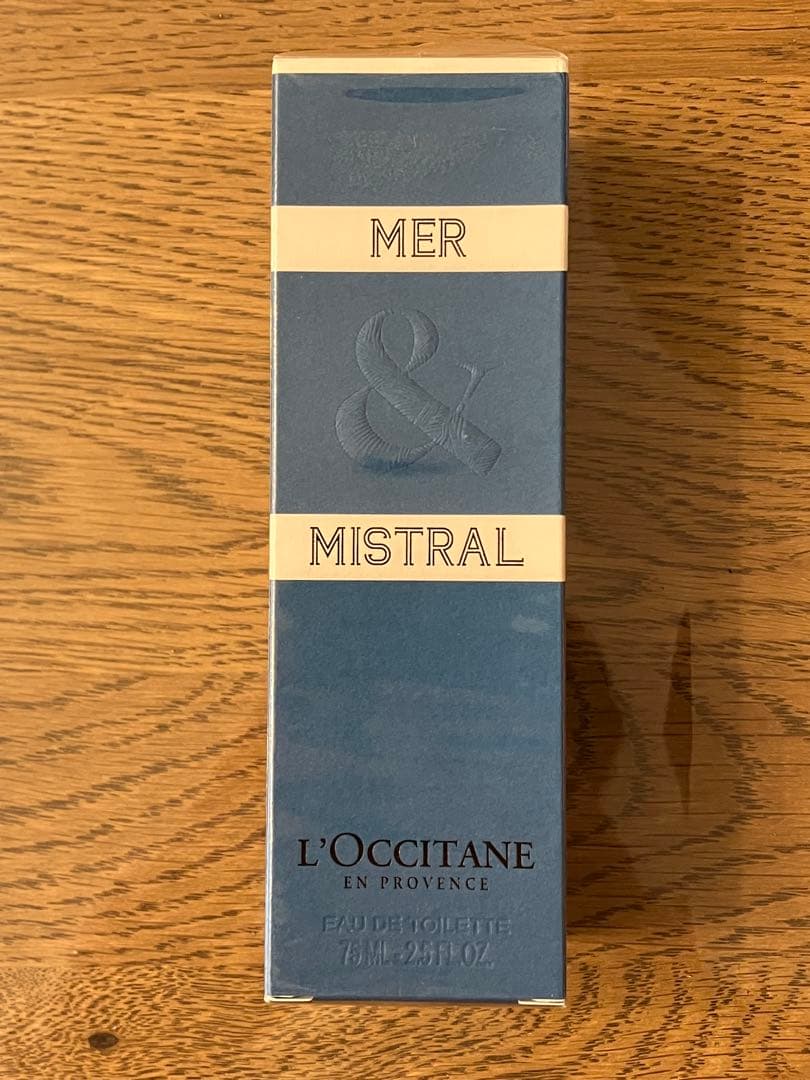 MER
&
MISTRAL
L'OCCITANE
EN PROVENCE
EAU DE TOILETTE
75 ML - 2.5 FL.OZ.